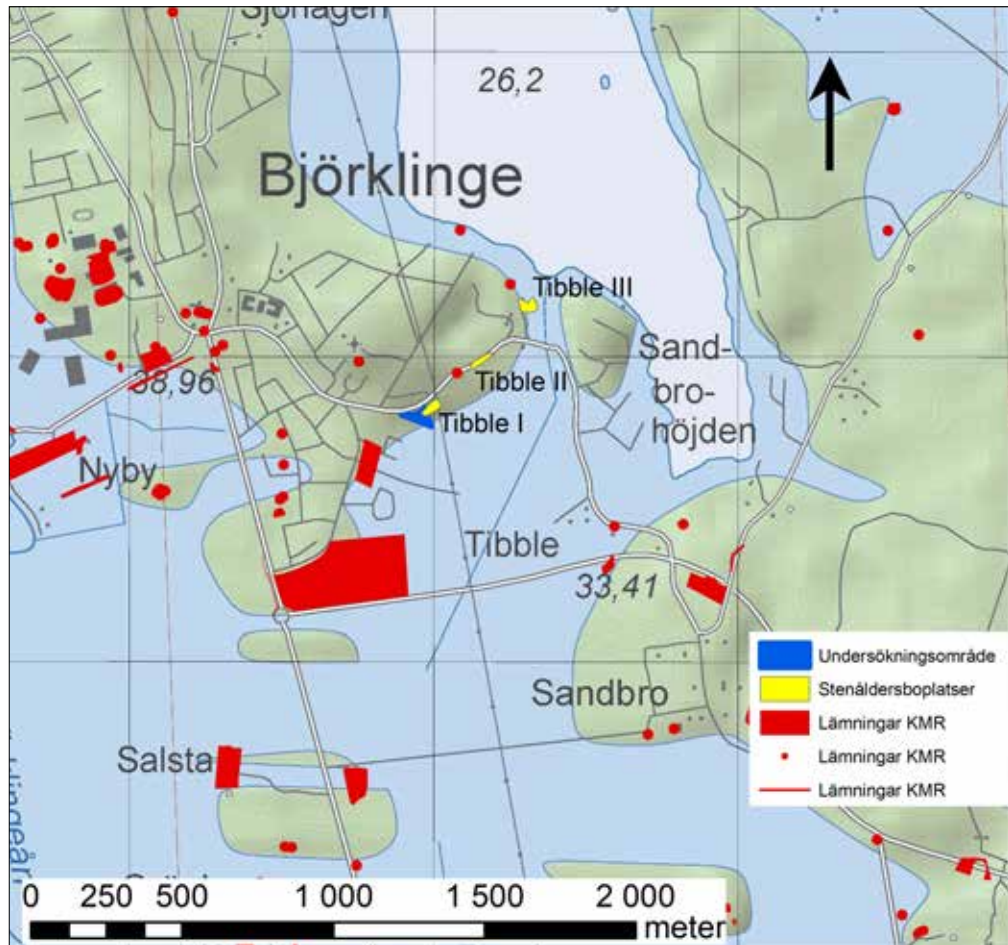 Sjöhagen
26,2
Björklinge
Tibble III
Sand-
bro-
höjden
Tibble II
38,96
Tibble I
Nyby
Tibble
33,41
Undersökningsområde
Stenåldersboplatser
Lämningar KMR
Lämningar KMR
Lämningar KMR
Sandbro
Salsta
0 250 500 1 000 1 500 2 000
meter